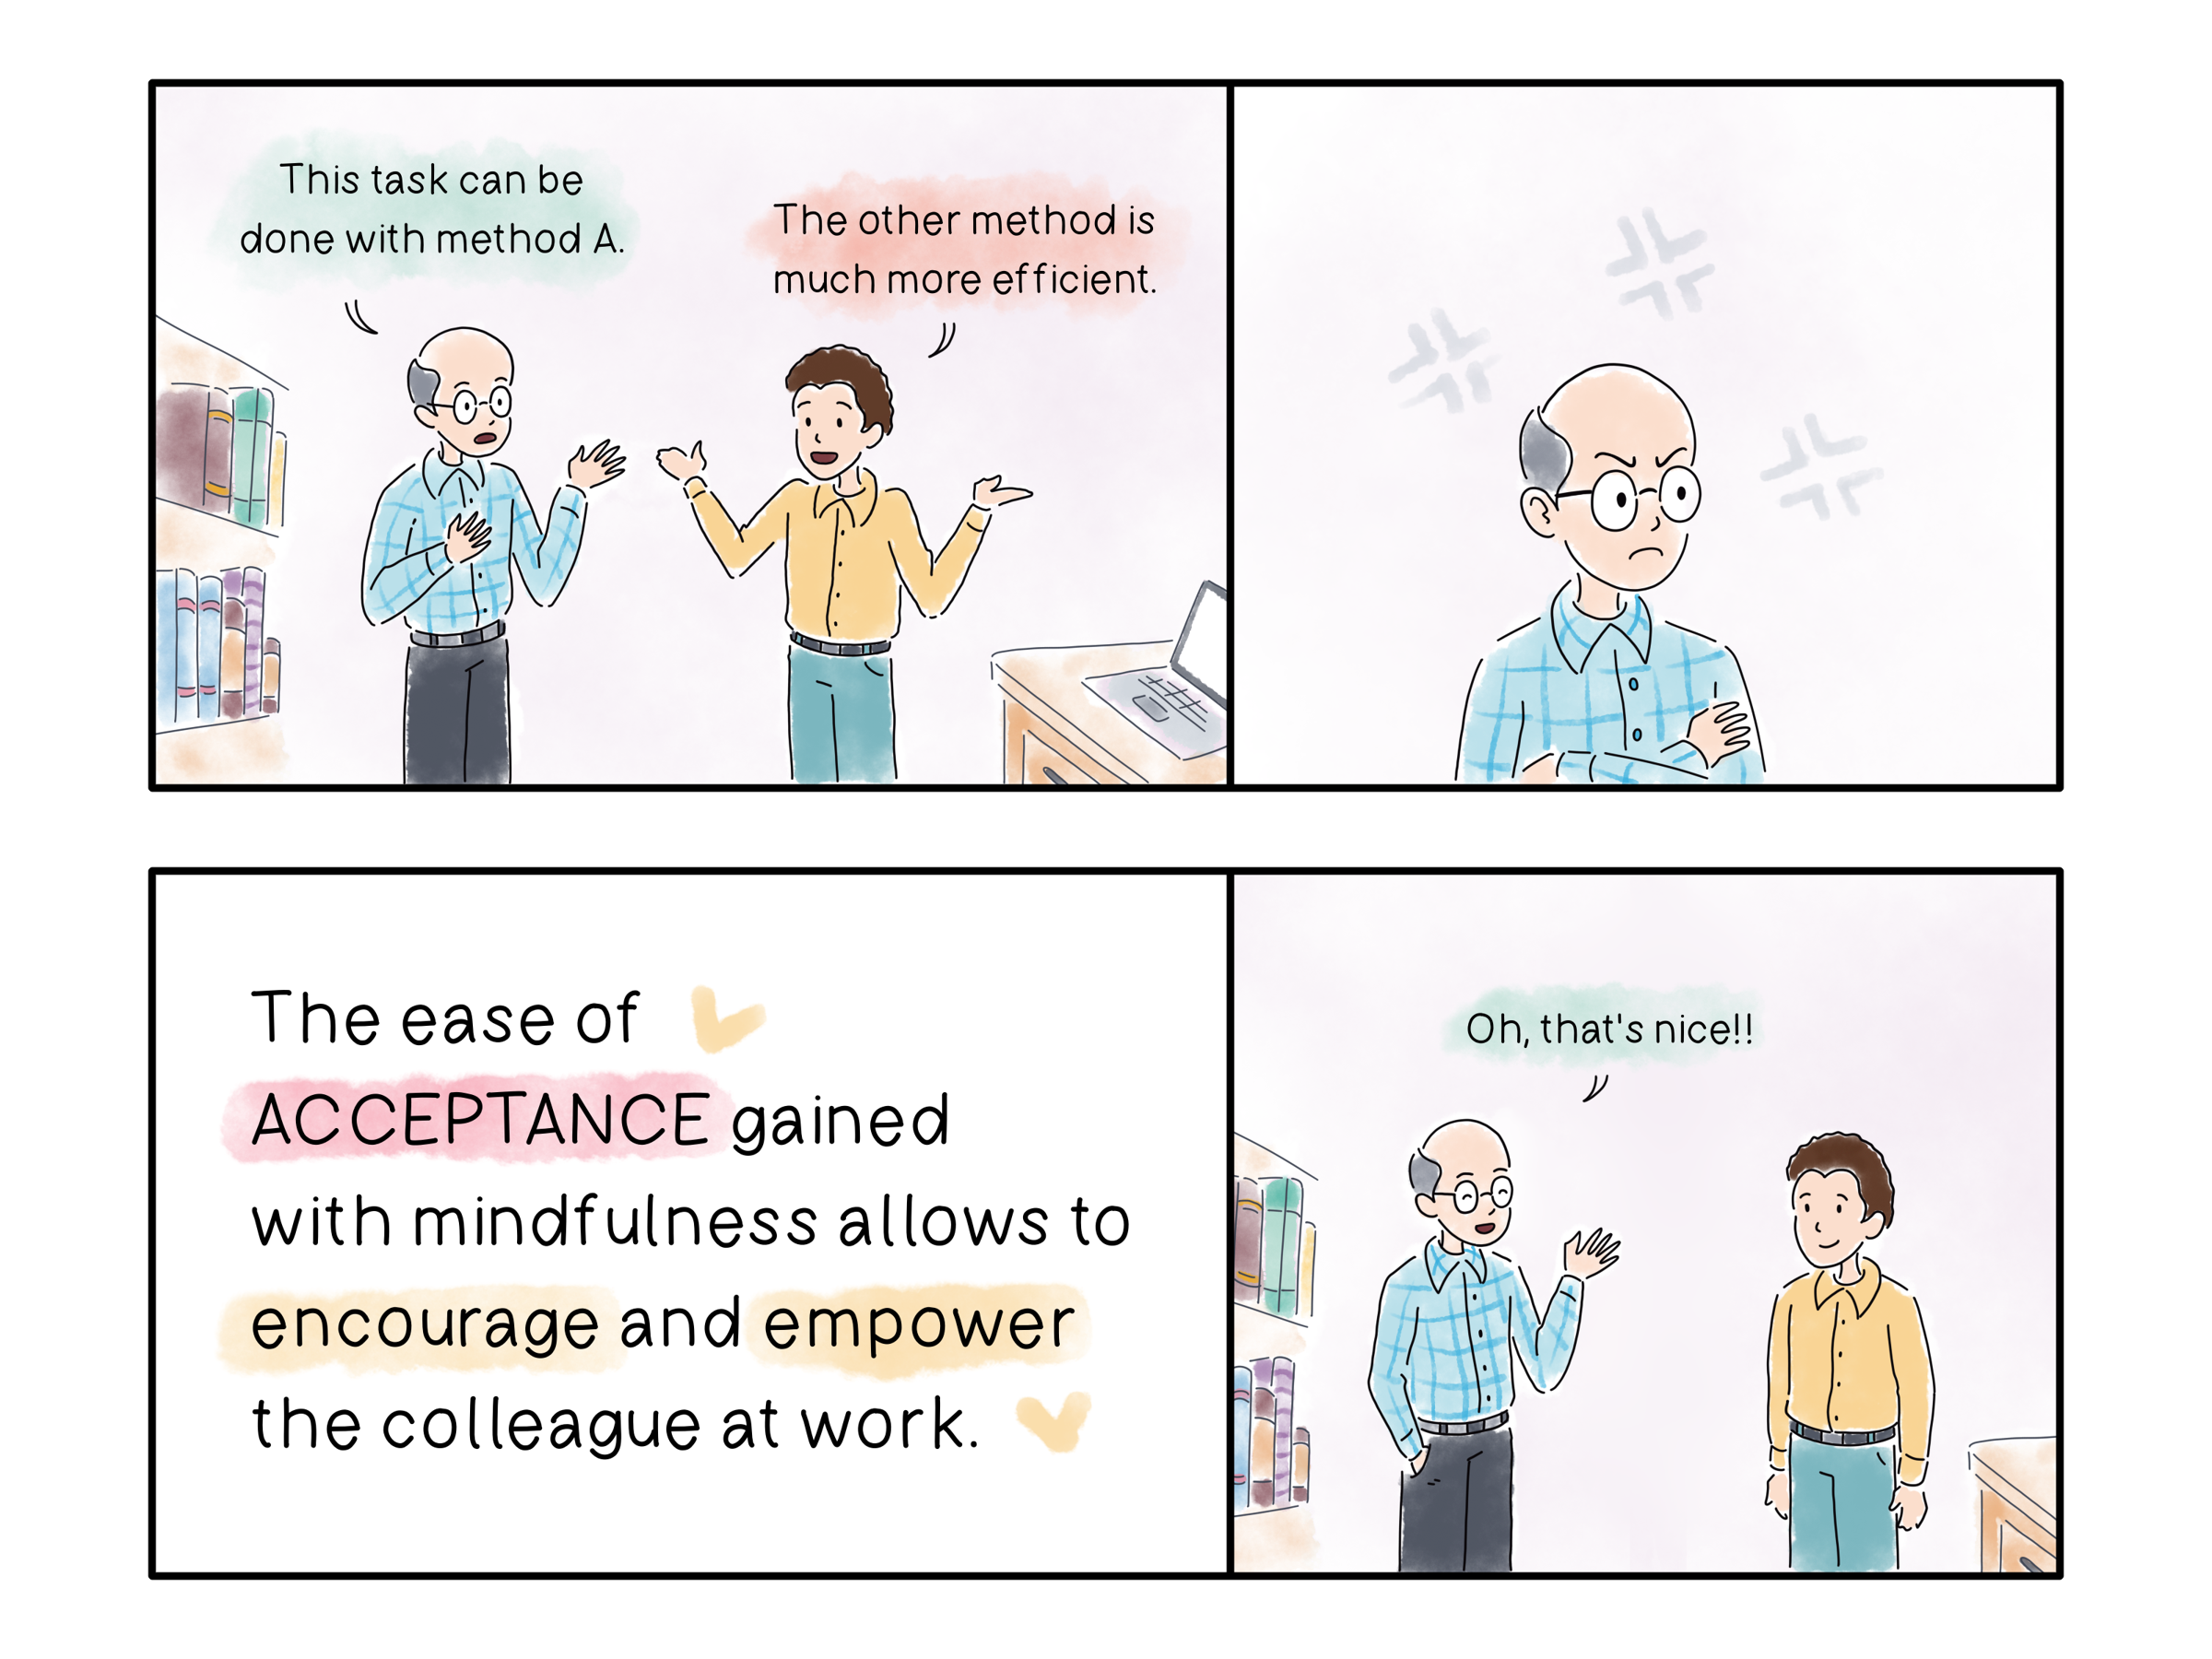 This task can be
done with method A.
The other method is
much more efficient.
The ease of
ACCEPTANCE gained
with mindfulness allows to
encourage and empower
the colleague at work.
Oh, that's nice!!